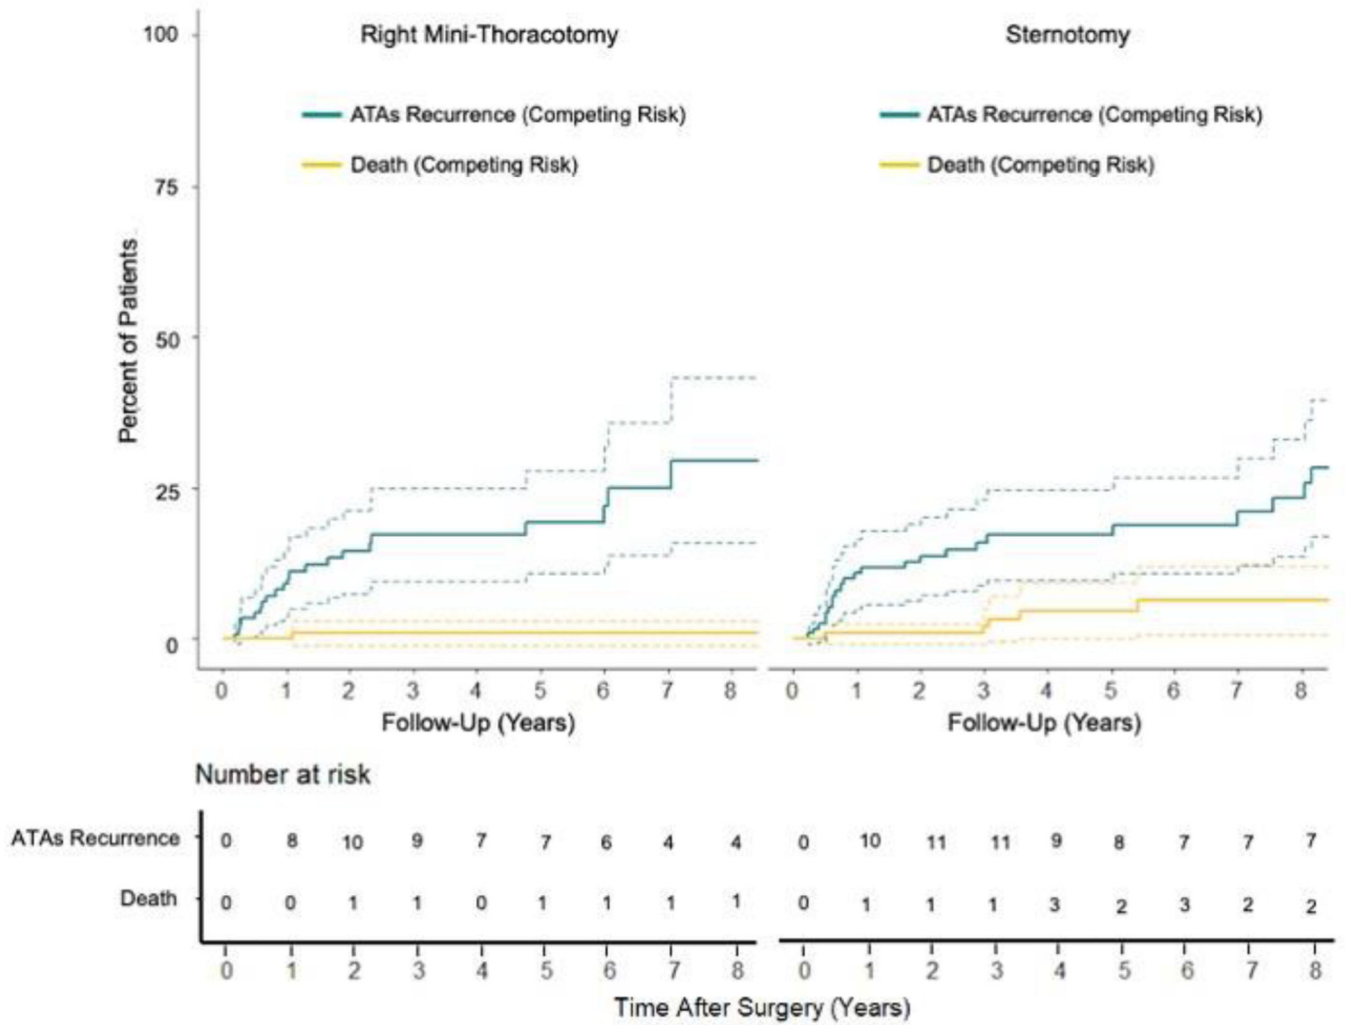 Right Mini-Thoracotomy
ATAs Recurrence (Competing Risk)
Death (Competing Risk)
Sternotomy
ATAs Recurrence (Competing Risk)
Death (Competing Risk)
Percent of Patients
100
75
50
25
0
0 1 2 3 4 5 6 7 8
Follow-Up (Years)
0 1 2 3 4 5 6 7 8
Follow-Up (Years)
Number at risk
ATAs Recurrence 0 8 10 9 7 7 6 4 4 0 10 11 11 9 8 7 7 7
Death 0 0 1 1 0 1 1 1 1 0 1 1 1 3 2 3 2 2
0 1 2 3 4 5 6 7 8 0 1 2 3 4 5 6 7 8
Time After Surgery (Years)